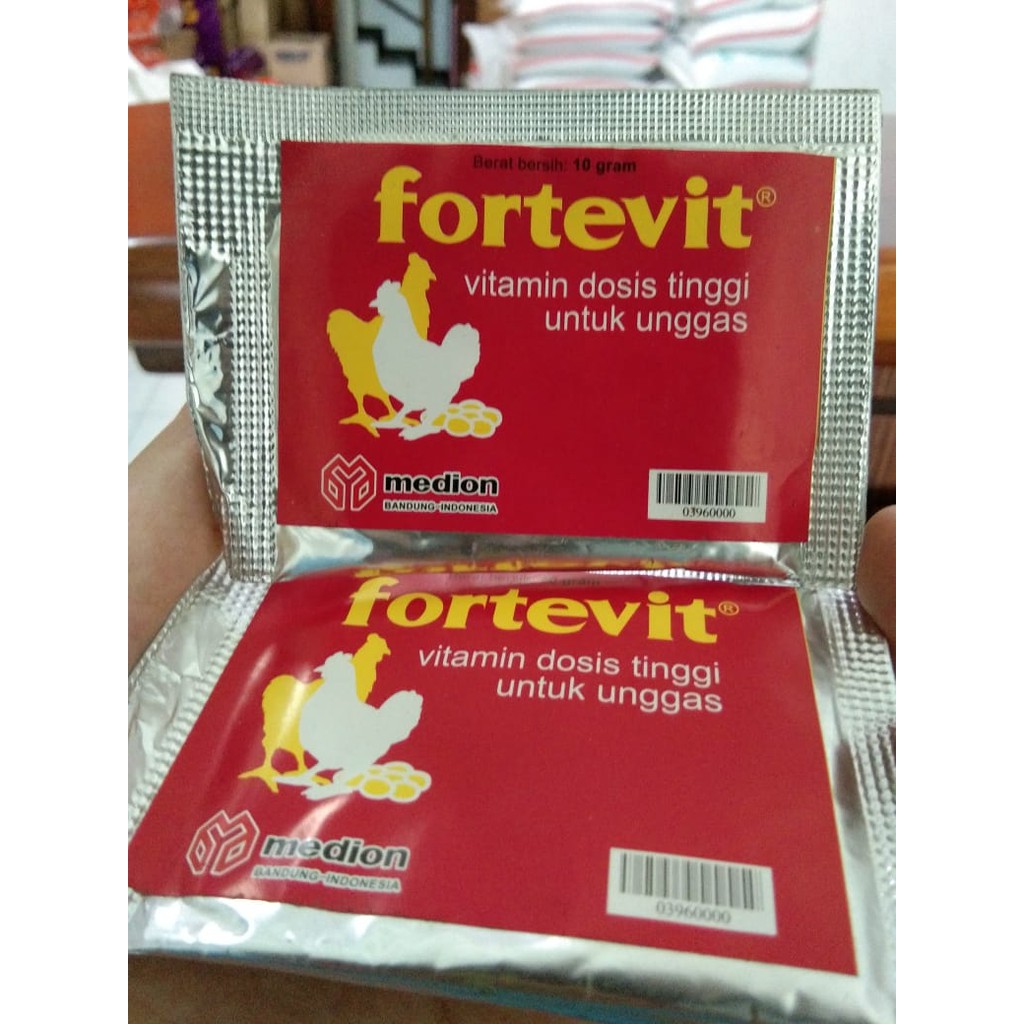 Berat bersih: 10 gram
fortevit®
vitamin dosis tinggi
untuk unggas
medion
BANDUNG-INDONESIA
03960000
fortevit®
vitamin dosis tinggi
untuk unggas
medion
BANDUNG-INDONESIA
03960000